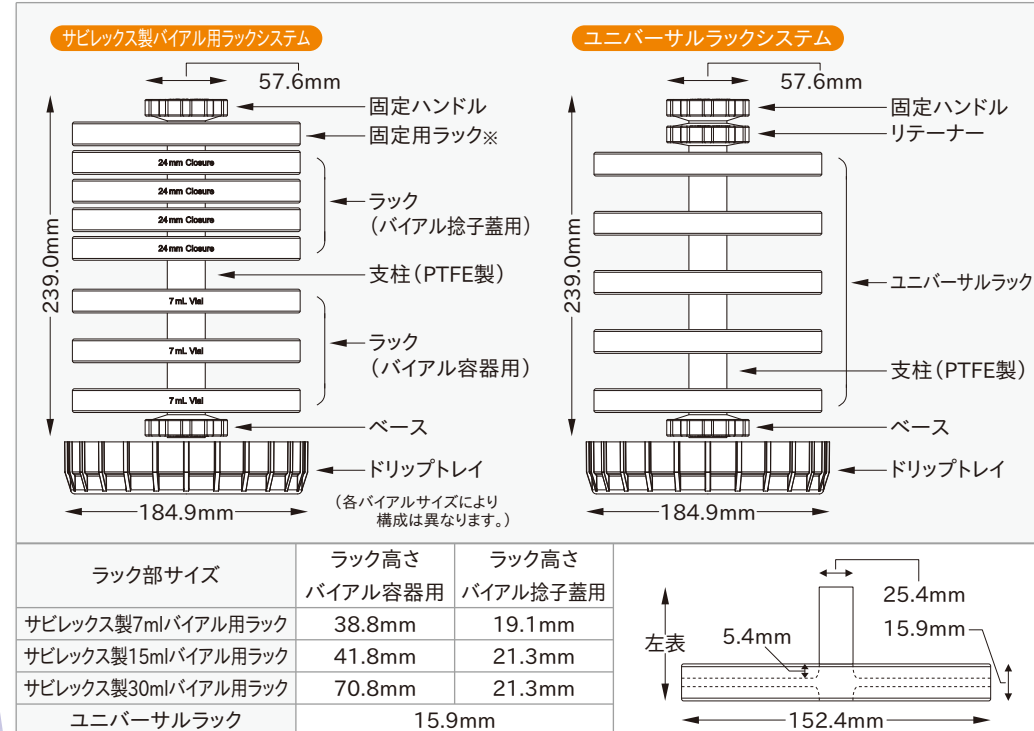 サビレックス製バイアル用ラックシステム
57.6mm
固定ハンドル
固定用ラック※
24 mm Closure
24 mm Closure
24 mm Closure
24 mm Closure
ラック
（バイアル捻子蓋用）
支柱（PTFE製）
239.0mm
7 mL Vial
7 mL Vial
7 mL Vial
ラック
（バイアル容器用）
ベース
ドリップトレイ
184.9mm
（各バイアルサイズにより
構成は異なります。）
ユニバーサルラックシステム
57.6mm
固定ハンドル
リテーナー
239.0mm
ユニバーサルラック
支柱（PTFE製）
ベース
ドリップトレイ
184.9mm
ラック部サイズ ラック高さ バイアル容器用 ラック高さ バイアル捻子蓋用
サビレックス製7mlバイアル用ラック 38.8mm 19.1mm
サビレックス製15mlバイアル用ラック 41.8mm 21.3mm
サビレックス製30mlバイアル用ラック 70.8mm 21.3mm
ユニバーサルラック 15.9mm
25.4mm
左表
5.4mm
15.9mm
152.4mm